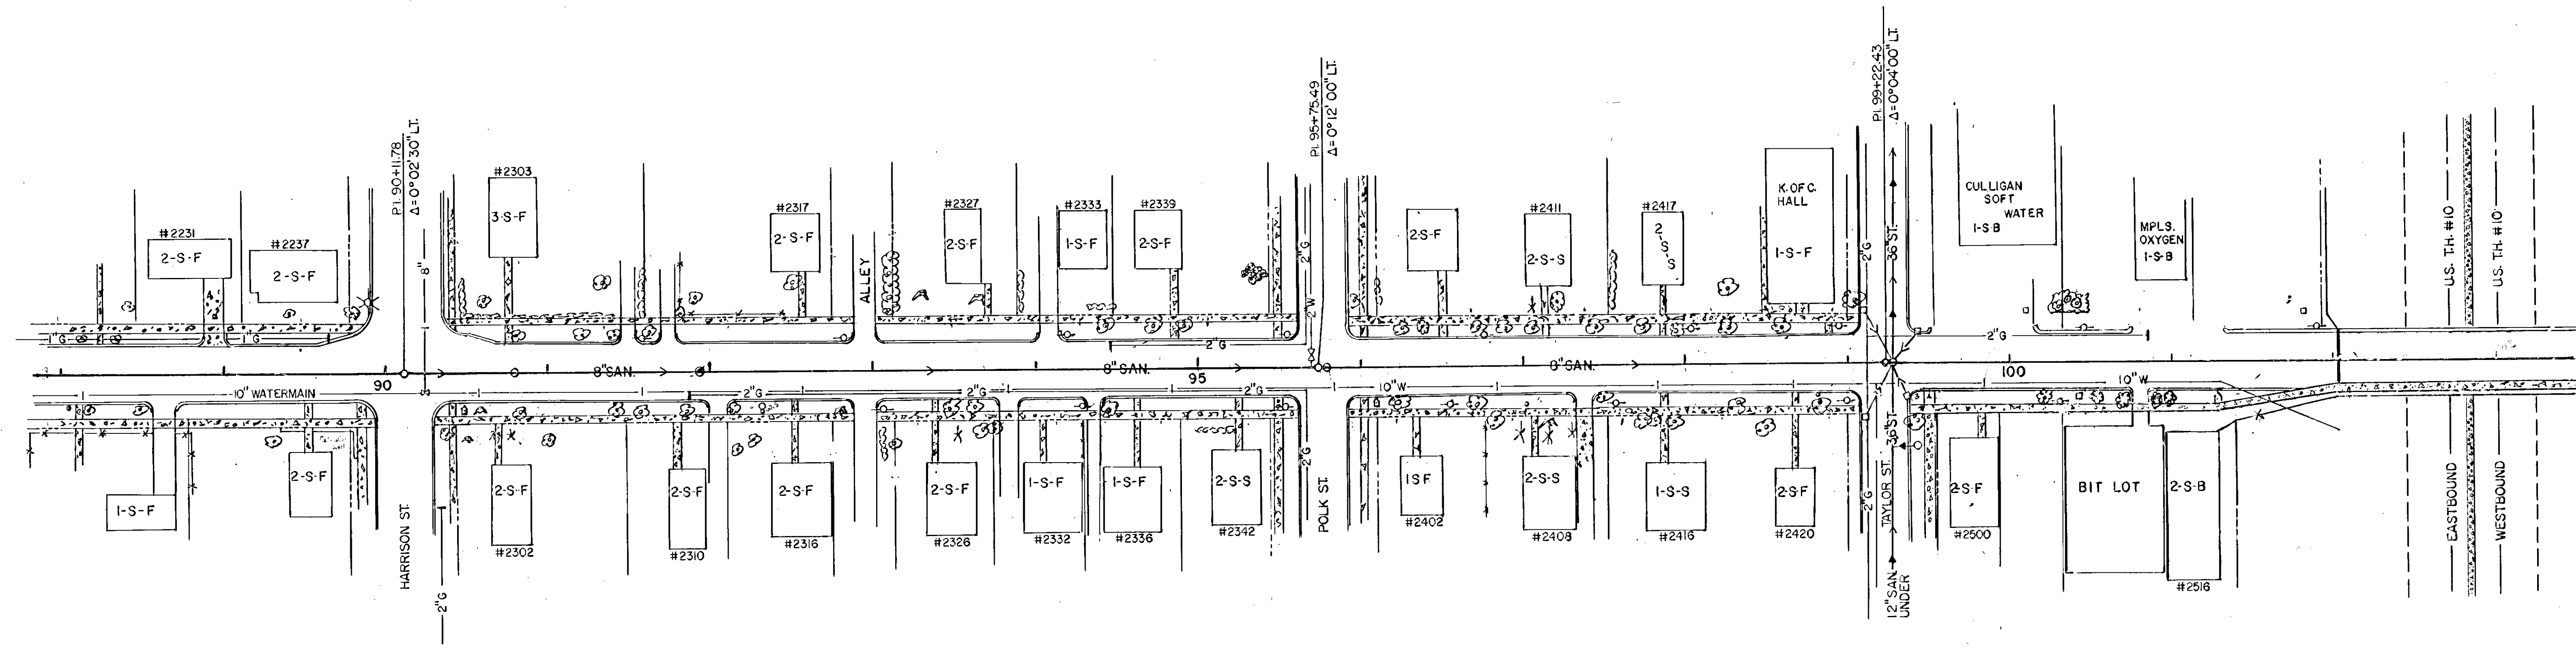 P.I. 90+11.78
Δ=0°02'30"LT.
P.I. 95+75.49
Δ=0°12'00"LT.
P.I. 99+22.43
Δ=0°04'00"LT.
#2231
2-S-F
#2237
2-S-F
#2303
3-S-F
#2317
2-S-F
ALLEY
#2327
2-S-F
#2333
1-S-F
#2339
2-S-F
2-S-F
#2411
2-S-S
#2417
2-S-S
K. OF C.
HALL
1-S-F
CULLIGAN
SOFT
WATER
1-S-B
MPLS.
OXYGEN
1-S-B
U.S. T.H. #10
U.S. T.H. #10
8"
2"G
2"W
2"G
36"ST.
1"G
1"G
2"G
2"G
90
8"SAN.
8"SAN.
95
8"SAN.
100
10" WATERMAIN
2"G
2"G
2"G
10"W
10"W
1-S-F
2-S-F
HARRISON ST.
2"G
2-S-F
#2302
2-S-F
#2310
2-S-F
#2316
2-S-F
#2326
1-S-F
#2332
1-S-F
#2336
2-S-S
#2342
2"G
POLK ST.
1SF
#2402
2-S-S
#2408
1-S-S
#2416
2-S-F
#2420
2"G
TAYLOR ST.
36"ST.
12"SAN.
UNDER
2-S-F
#2500
BIT LOT
2-S-B
#2516
EASTBOUND
WESTBOUND